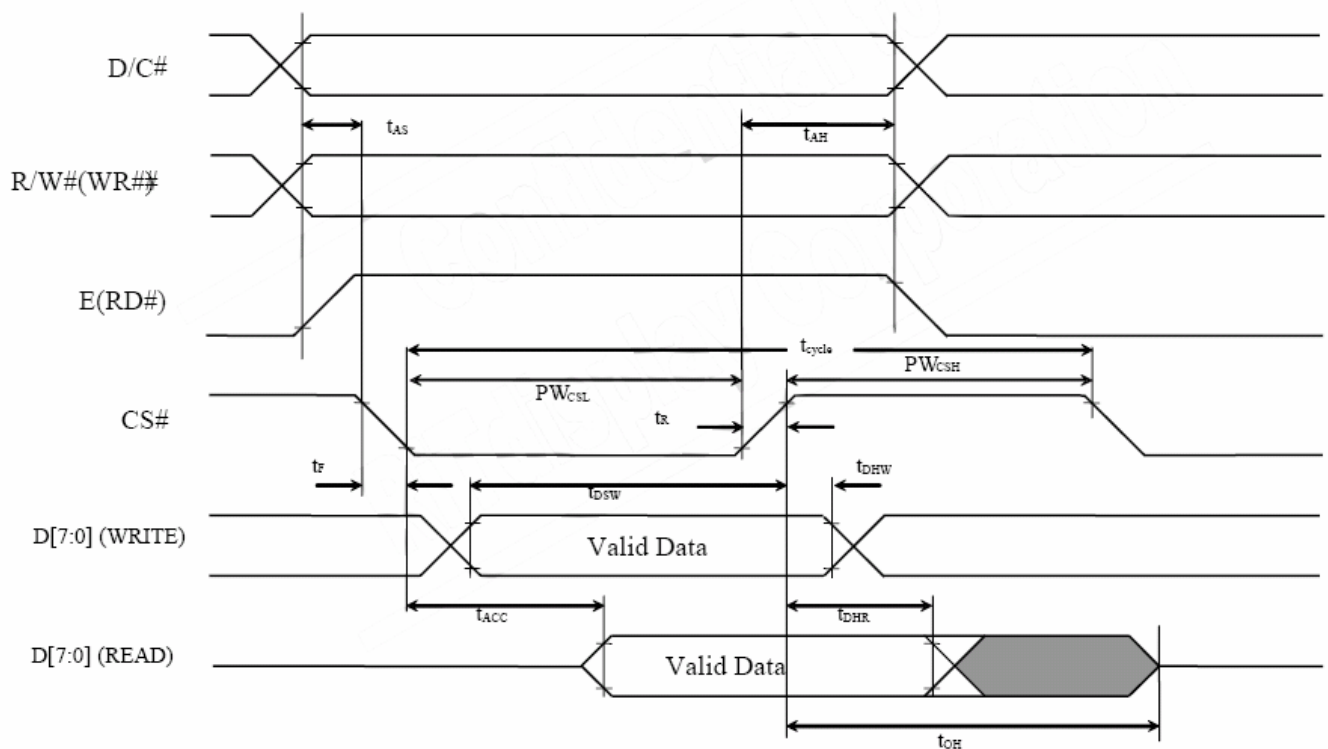 D/C#
tAS
tAH
R/W#(WR##
E(RD#)
tcycle
PWCSL
PWCSH
CS#
tR
tF
tDSW
tDHW
D[7:0] (WRITE)
Valid Data
tACC
tDHR
D[7:0] (READ)
Valid Data
tOH